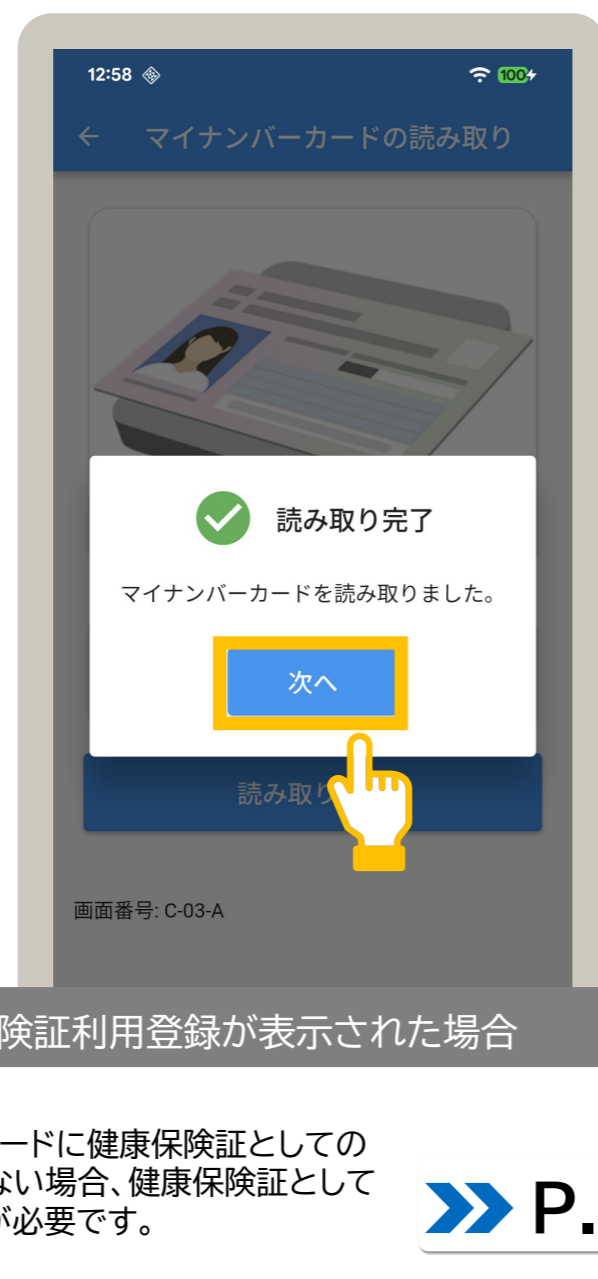 12:58
100
マイナンバーカードの読み取り
読み取り完了
マイナンバーカードを読み取りました。
次へ
読み取り
画面番号: C-03-A
険証利用登録が表示された場合
ードに健康保険証としての
ない場合、健康保険証として
が必要です。
P.